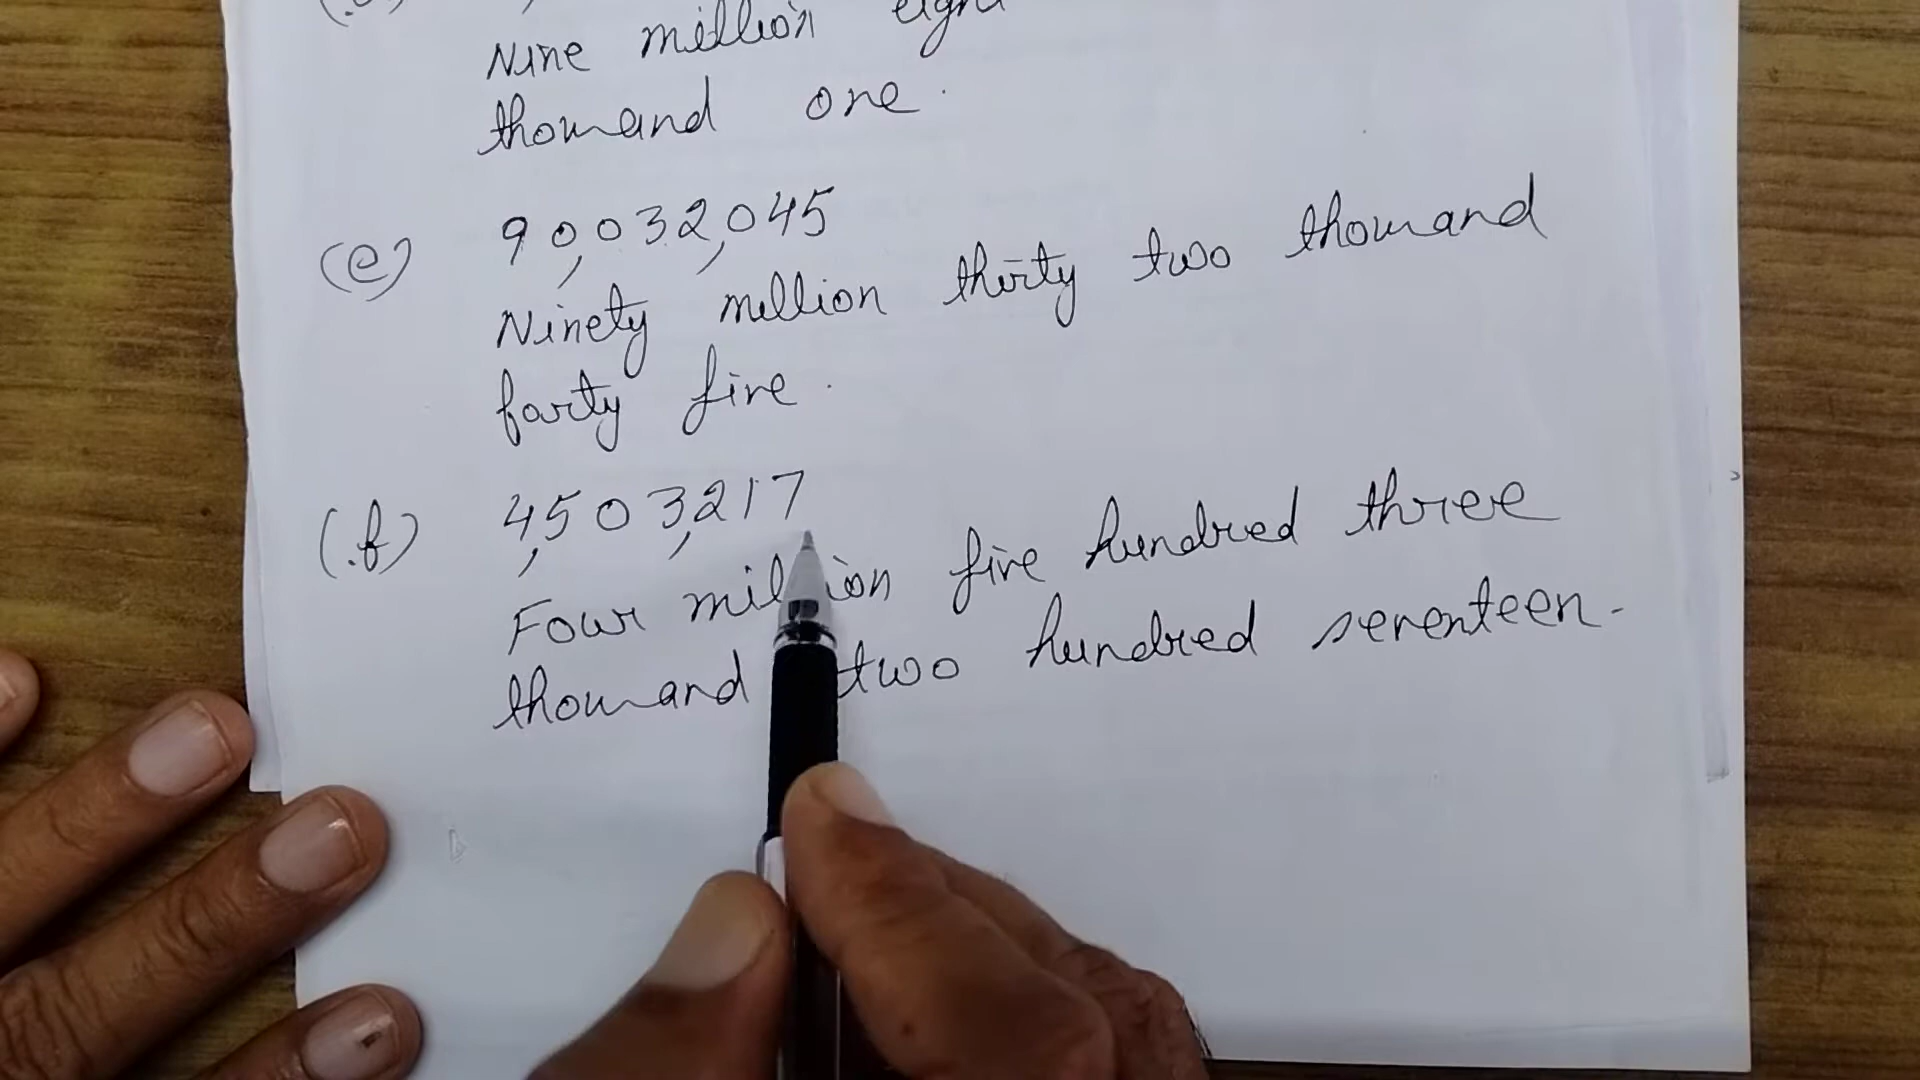 Nine million eight
thousand one.
(e) 90,032,045
Ninety million thirty two thousand
forty five.
(f) 4,503,217
Four million five hundred three
thousand two hundred seventeen.